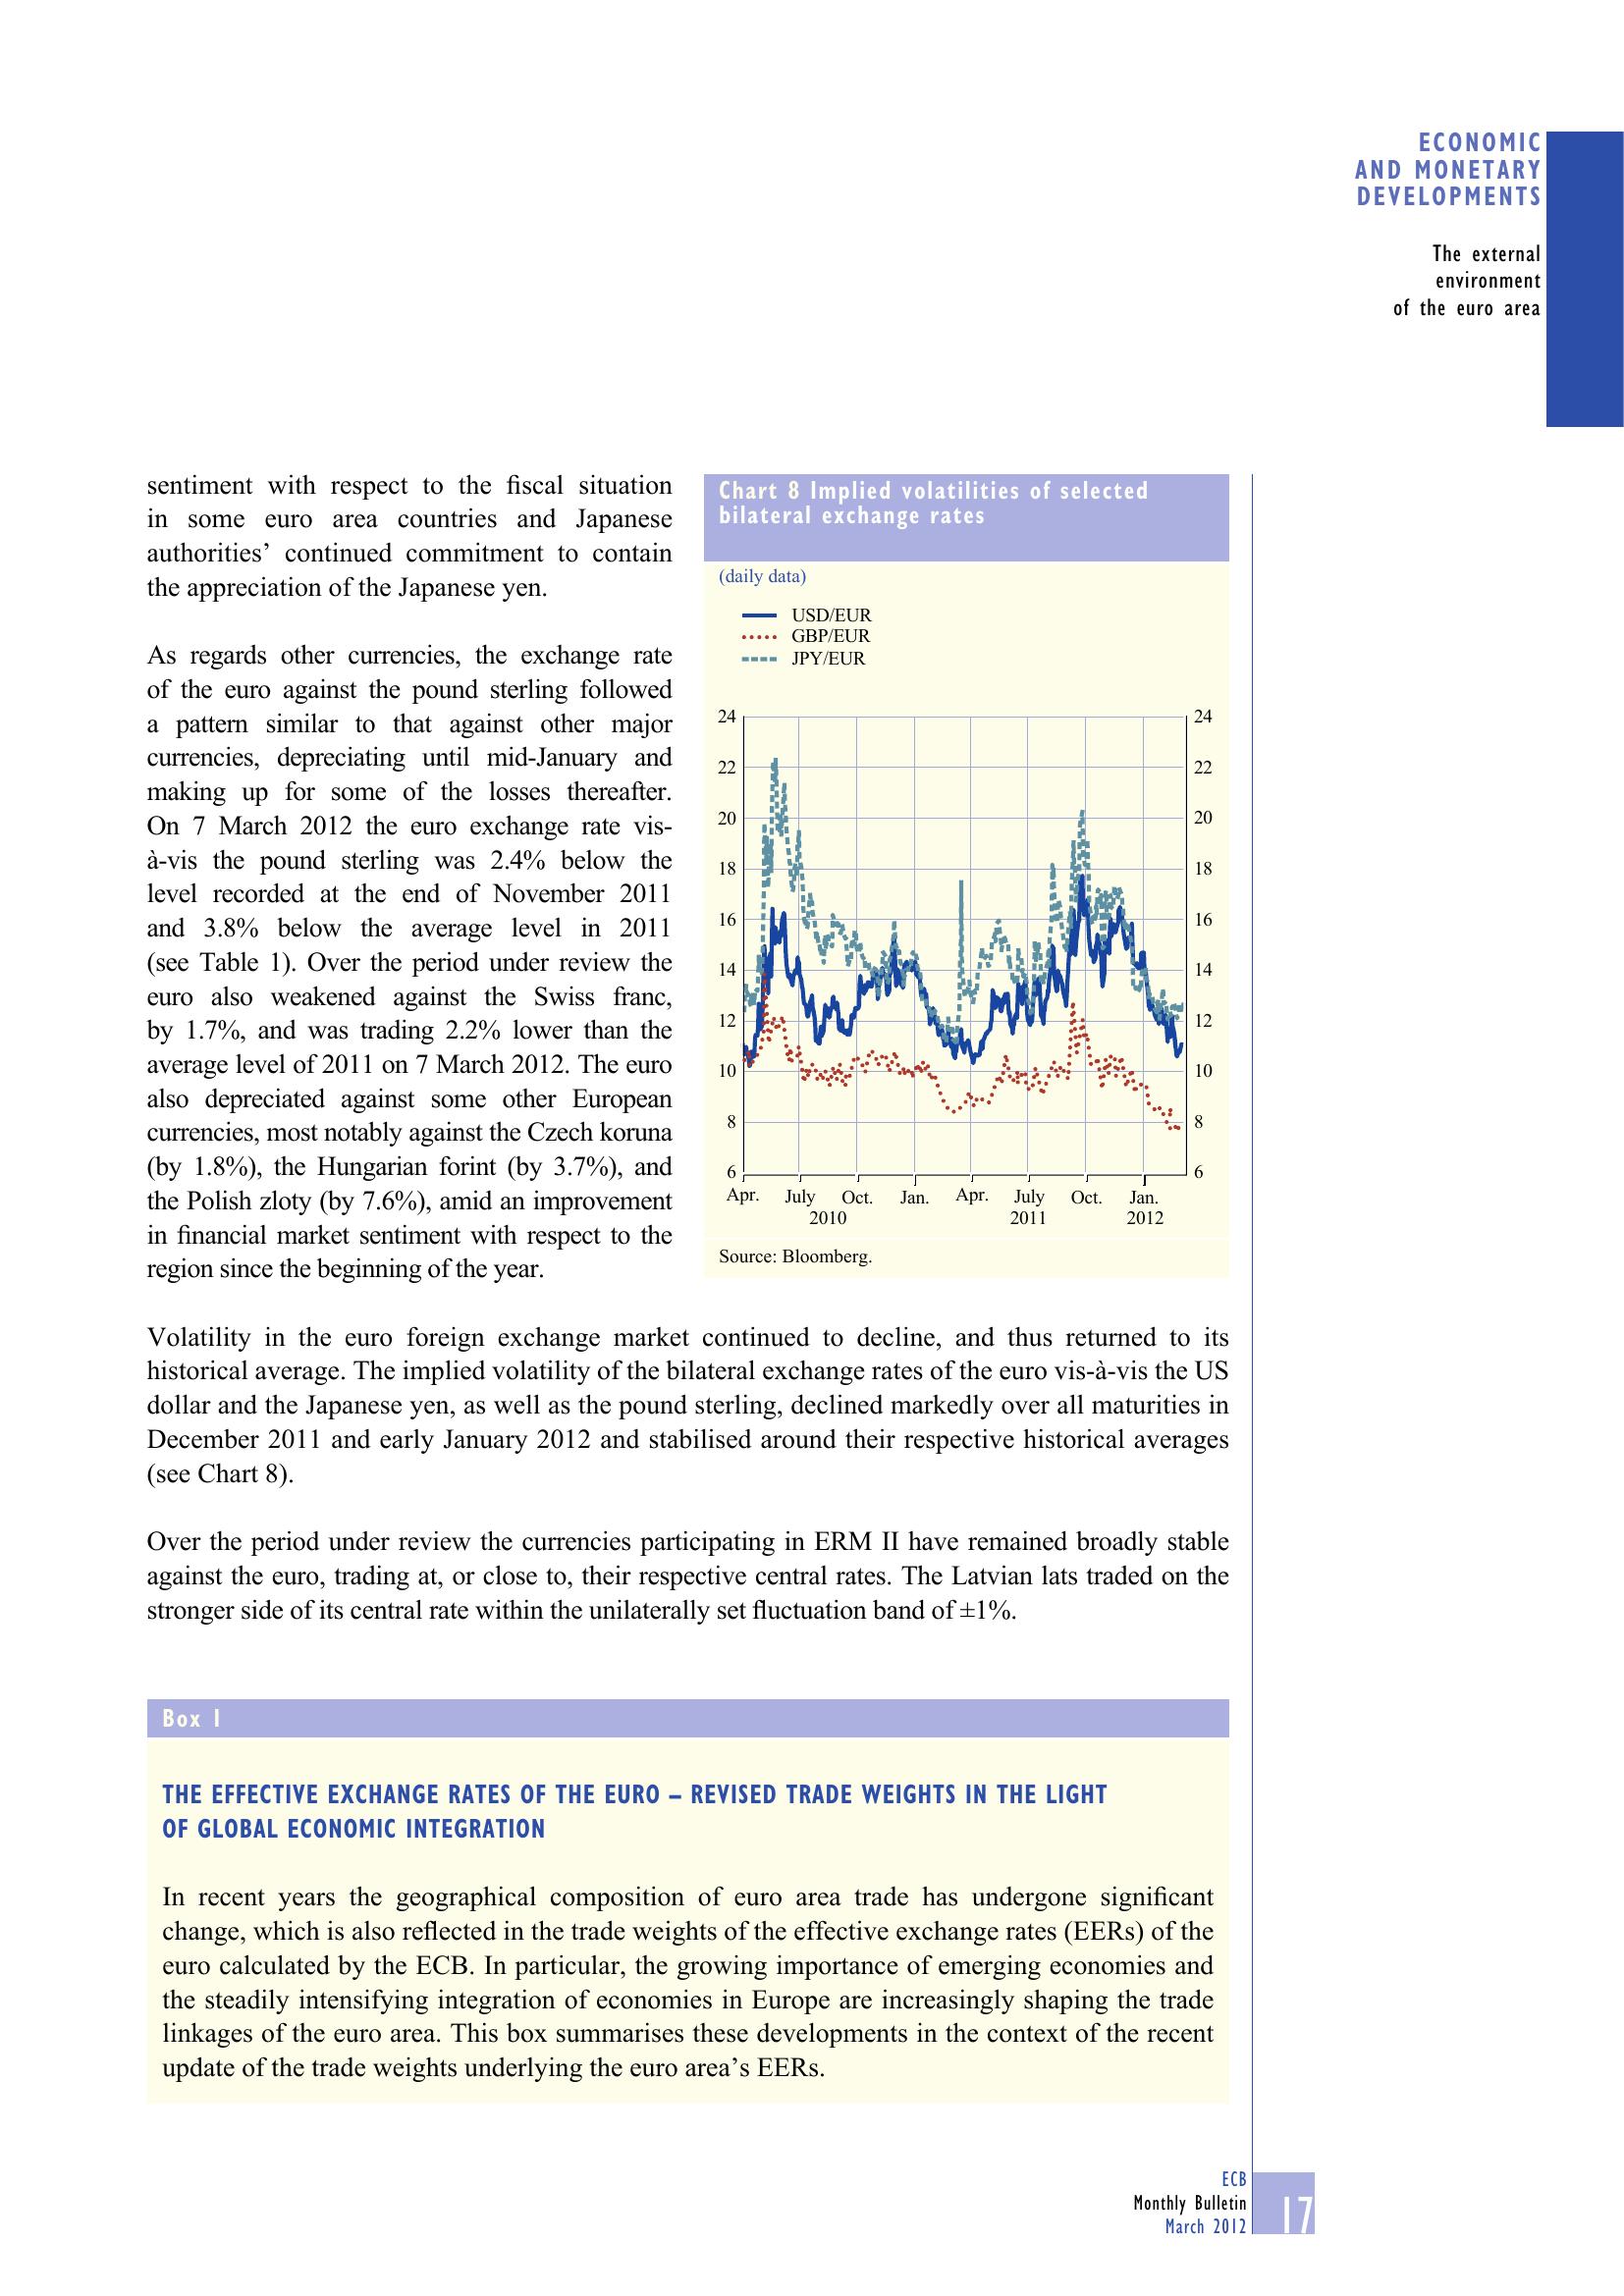 ECONOMIC
AND MONETARY
DEVELOPMENTS
The external
environment
of the euro area
sentiment with respect to the fiscal situation
in some euro area countries and Japanese
authorities’ continued commitment to contain
the appreciation of the Japanese yen.
As regards other currencies, the exchange rate
of the euro against the pound sterling followed
a pattern similar to that against other major
currencies, depreciating until mid-January and
making up for some of the losses thereafter.
On 7 March 2012 the euro exchange rate vis-
à-vis the pound sterling was 2.4% below the
level recorded at the end of November 2011
and 3.8% below the average level in 2011
(see Table 1). Over the period under review the
euro also weakened against the Swiss franc,
by 1.7%, and was trading 2.2% lower than the
average level of 2011 on 7 March 2012. The euro
also depreciated against some other European
currencies, most notably against the Czech koruna
(by 1.8%), the Hungarian forint (by 3.7%), and
the Polish zloty (by 7.6%), amid an improvement
in financial market sentiment with respect to the
region since the beginning of the year.
Chart 8 Implied volatilities of selected
bilateral exchange rates
(daily data)
USD/EUR
GBP/EUR
JPY/EUR
24 24
22 22
20 20
18 18
16 16
14 14
12 12
10 10
8 8
6 6
Apr. July Oct. Jan. Apr. July Oct. Jan.
2010 2011 2012
Source: Bloomberg.
Volatility in the euro foreign exchange market continued to decline, and thus returned to its
historical average. The implied volatility of the bilateral exchange rates of the euro vis-à-vis the US
dollar and the Japanese yen, as well as the pound sterling, declined markedly over all maturities in
December 2011 and early January 2012 and stabilised around their respective historical averages
(see Chart 8).
Over the period under review the currencies participating in ERM II have remained broadly stable
against the euro, trading at, or close to, their respective central rates. The Latvian lats traded on the
stronger side of its central rate within the unilaterally set fluctuation band of ±1%.
Box 1
THE EFFECTIVE EXCHANGE RATES OF THE EURO – REVISED TRADE WEIGHTS IN THE LIGHT
OF GLOBAL ECONOMIC INTEGRATION
In recent years the geographical composition of euro area trade has undergone significant
change, which is also reflected in the trade weights of the effective exchange rates (EERs) of the
euro calculated by the ECB. In particular, the growing importance of emerging economies and
the steadily intensifying integration of economies in Europe are increasingly shaping the trade
linkages of the euro area. This box summarises these developments in the context of the recent
update of the trade weights underlying the euro area’s EERs.
ECB
Monthly Bulletin
March 2012
17